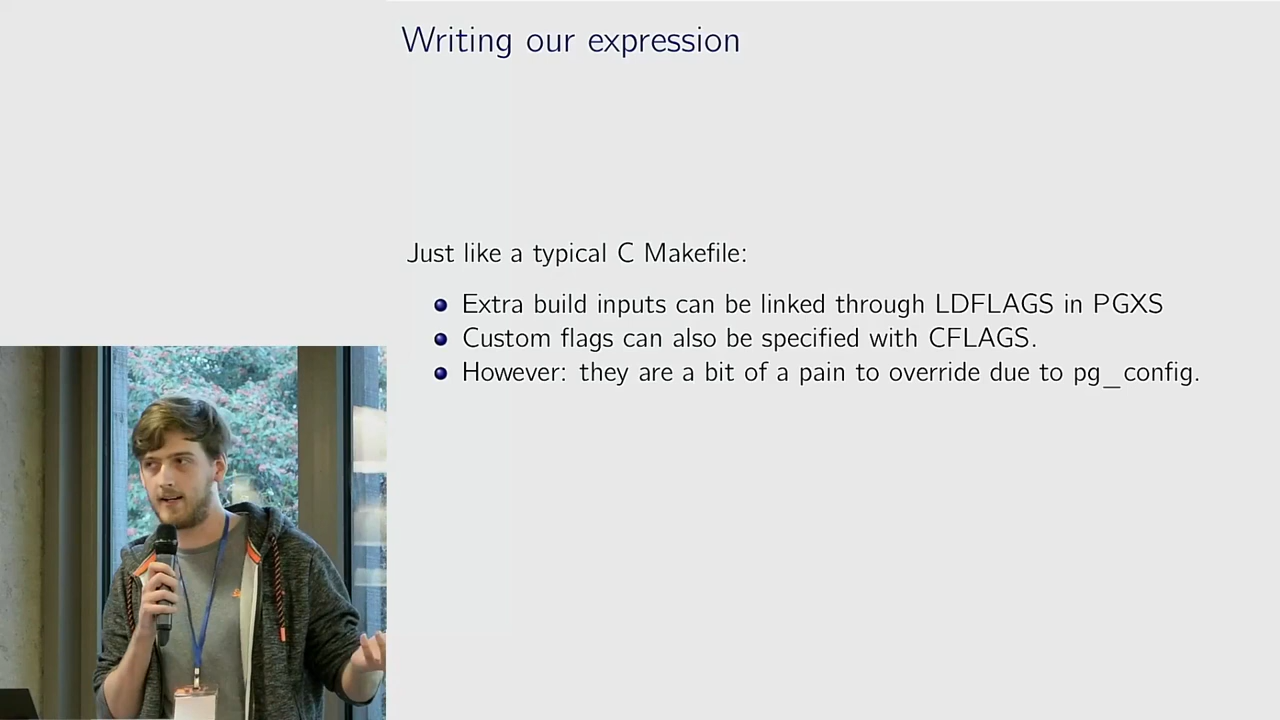 Writing our expression
Just like a typical C Makefile:
Extra build inputs can be linked through LDFLAGS in PGXS
Custom flags can also be specified with CFLAGS.
However: they are a bit of a pain to override due to pg_config.